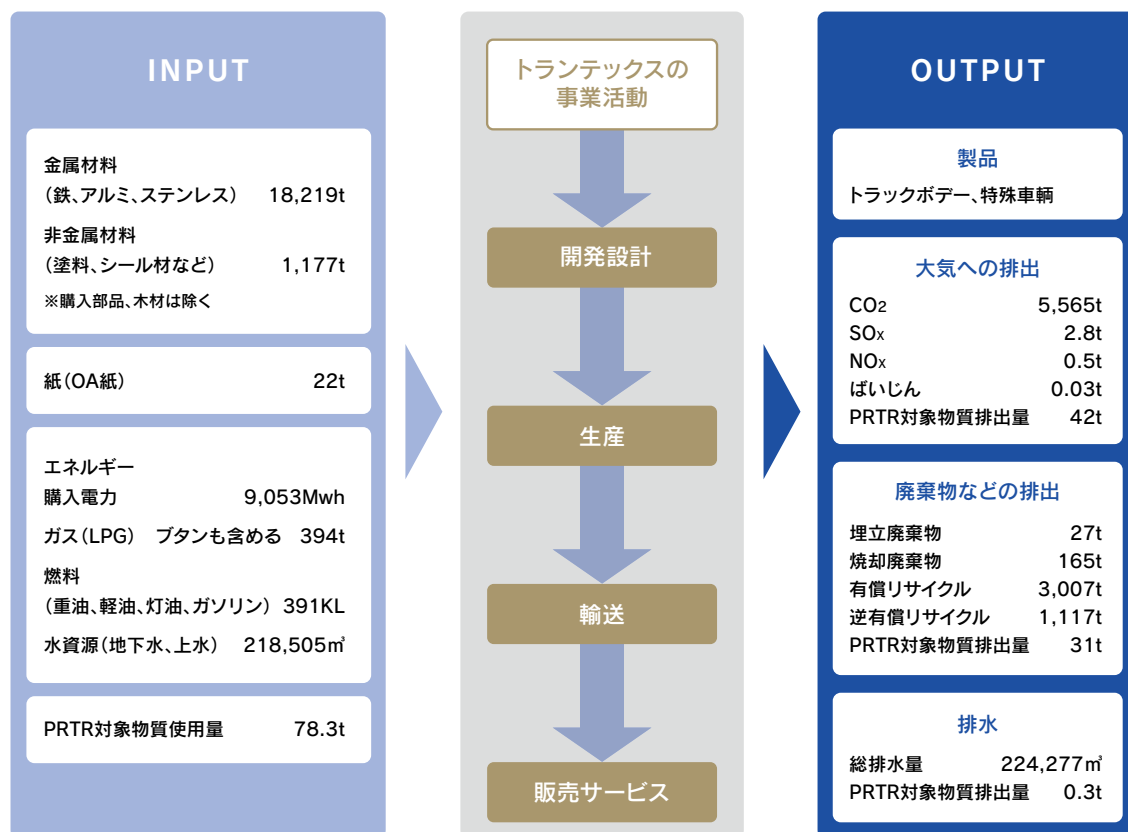 INPUT
金属材料
(鉄、アルミ、ステンレス) 18,219t
非金属材料
(塗料、シール材など) 1,177t
※購入部品、木材は除く
紙(OA紙) 22t
エネルギー
購入電力 9,053Mwh
ガス(LPG) ブタンも含める 394t
燃料
(重油、軽油、灯油、ガソリン) 391KL
水資源(地下水、上水) 218,505㎥
PRTR対象物質使用量 78.3t
トランテックスの
事業活動
開発設計
生産
輸送
販売サービス
OUTPUT
製品
トラックボデー、特殊車輌
大気への排出
CO2 5,565t
SOx 2.8t
NOx 0.5t
ばいじん 0.03t
PRTR対象物質排出量 42t
廃棄物などの排出
埋立廃棄物 27t
焼却廃棄物 165t
有償リサイクル 3,007t
逆有償リサイクル 1,117t
PRTR対象物質排出量 31t
排水
総排水量 224,277㎥
PRTR対象物質排出量 0.3t